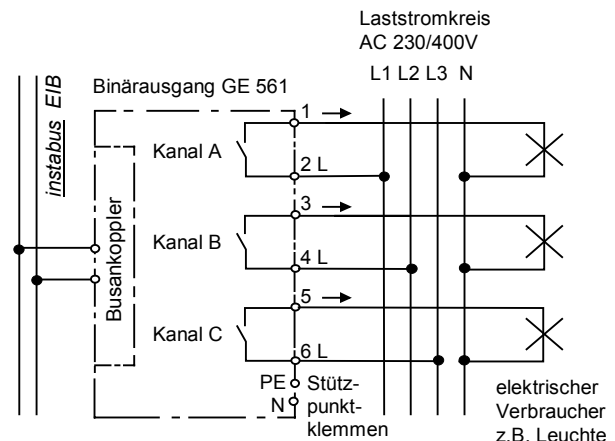 Laststromkreis
AC 230/400V
L1 L2 L3 N
instabus EIB
Binärausgang GE 561
Busankoppler
Kanal A
1
2 L
Kanal B
3
4 L
Kanal C
5
6 L
PE
N
Stütz-
punkt-
klemmen
elektrischer
Verbraucher
z.B. Leuchte